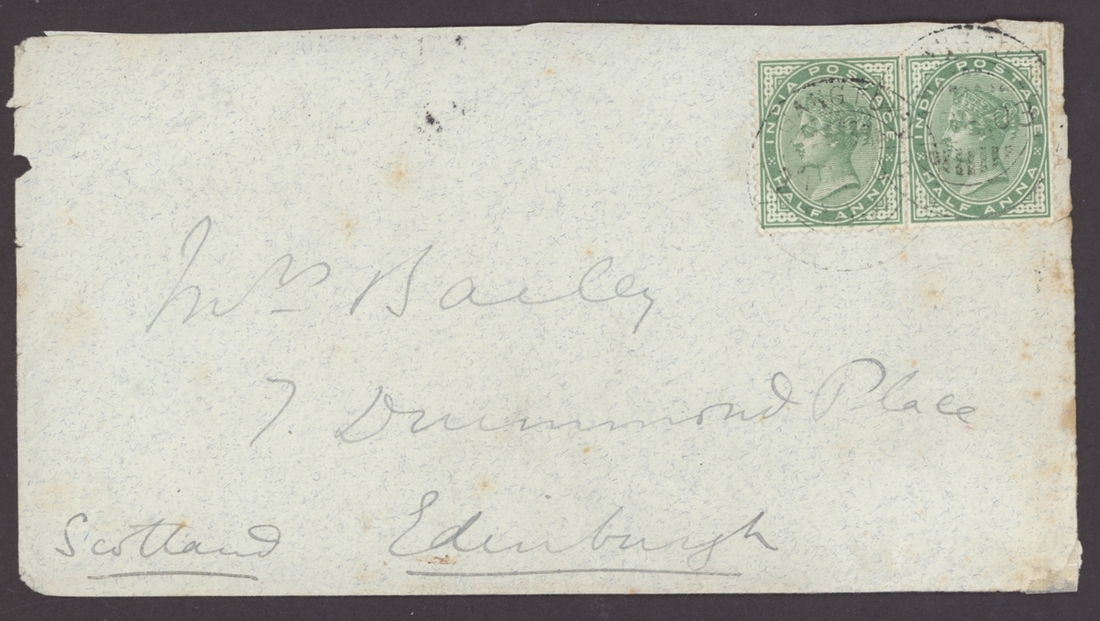 INDIA POSTAGE
HALF ANNA
INDIA POSTAGE
HALF ANNA
Mrs Bailey
7. Drummond Place
Edinburgh
Scotland